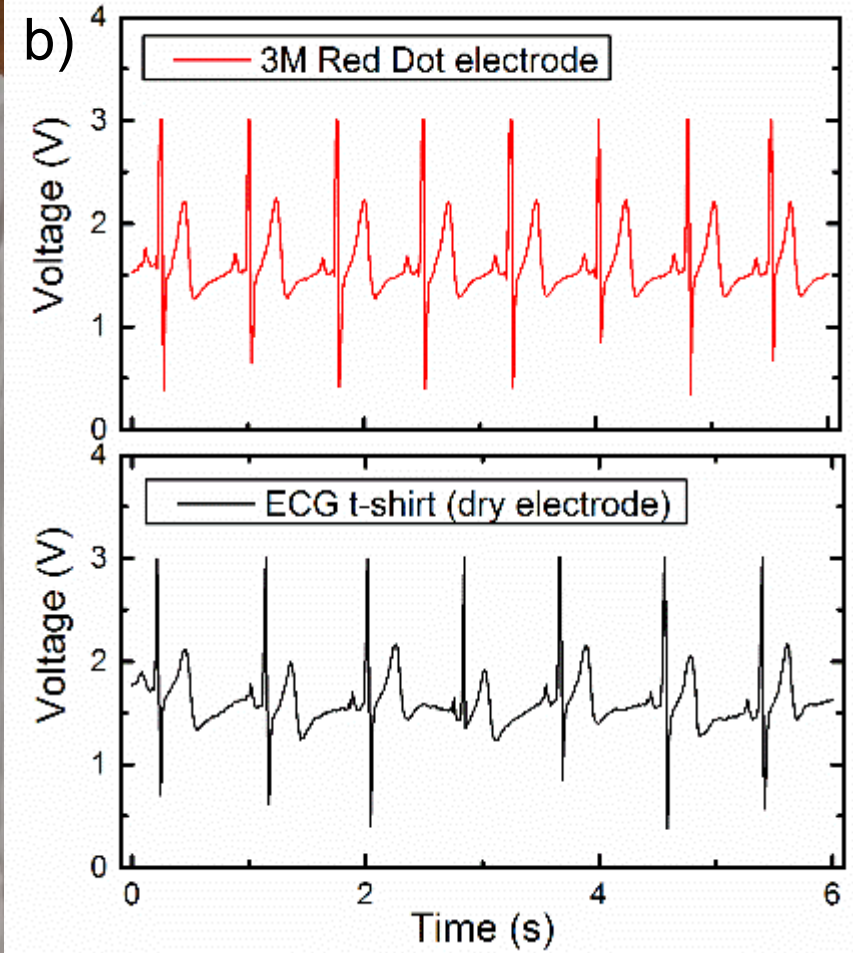 b)
4
3M Red Dot electrode
3
2
1
0
Voltage (V)
4
ECG t-shirt (dry electrode)
3
2
1
0
Voltage (V)
0 2 4 6
Time (s)